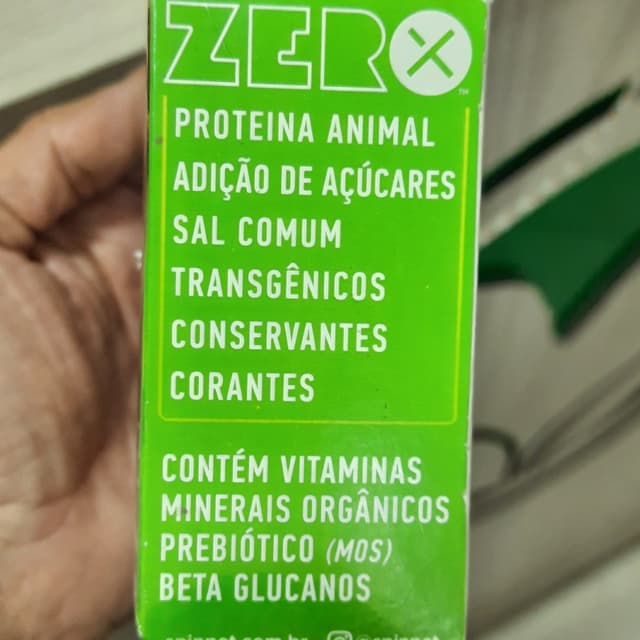 ZERO
PROTEINA ANIMAL
ADIÇÃO DE AÇÚCARES
SAL COMUM
TRANSGÊNICOS
CONSERVANTES
CORANTES
CONTÉM VITAMINAS
MINERAIS ORGÂNICOS
PREBIÓTICO (MOS)
BETA GLUCANOS